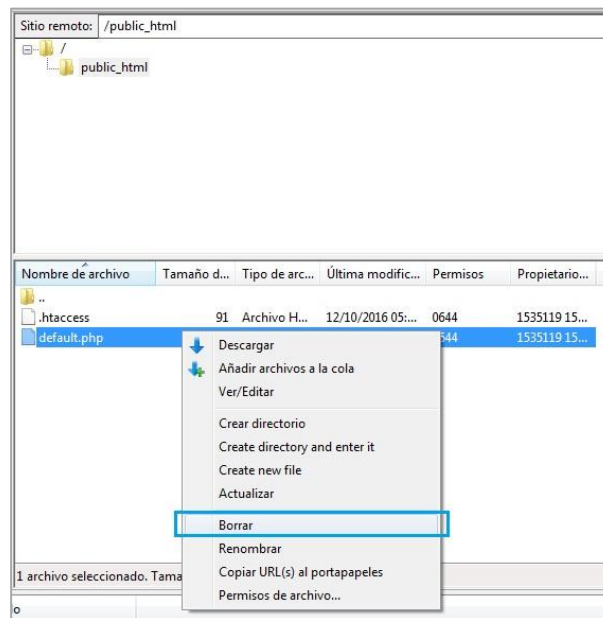 Sitio remoto: /public_html
/
public_html
Nombre de archivo Tamaño d... Tipo de arc... Última modific... Permisos Propietario...
..
.htaccess 91 Archivo H... 12/10/2016 05:... 0644 1535119 15...
default.php 644 1535119 15...
Descargar
Añadir archivos a la cola
Ver/Editar
Crear directorio
Create directory and enter it
Create new file
Actualizar
Borrar
Renombrar
Copiar URL(s) al portapapeles
Permisos de archivo...
1 archivo seleccionado. Tama
o